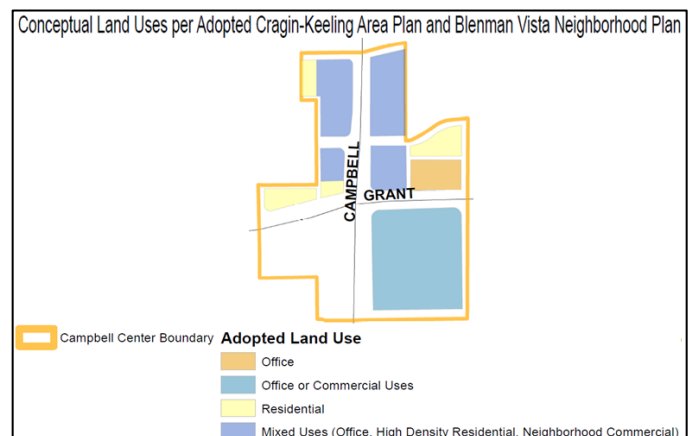 Conceptual Land Uses per Adopted Cragin-Keeling Area Plan and Blenman Vista Neighborhood Plan
CAMPBELL
GRANT
Campbell Center Boundary
Adopted Land Use
Office
Office or Commercial Uses
Residential
Mixed Uses (Office, High Density Residential, Neighborhood Commercial)